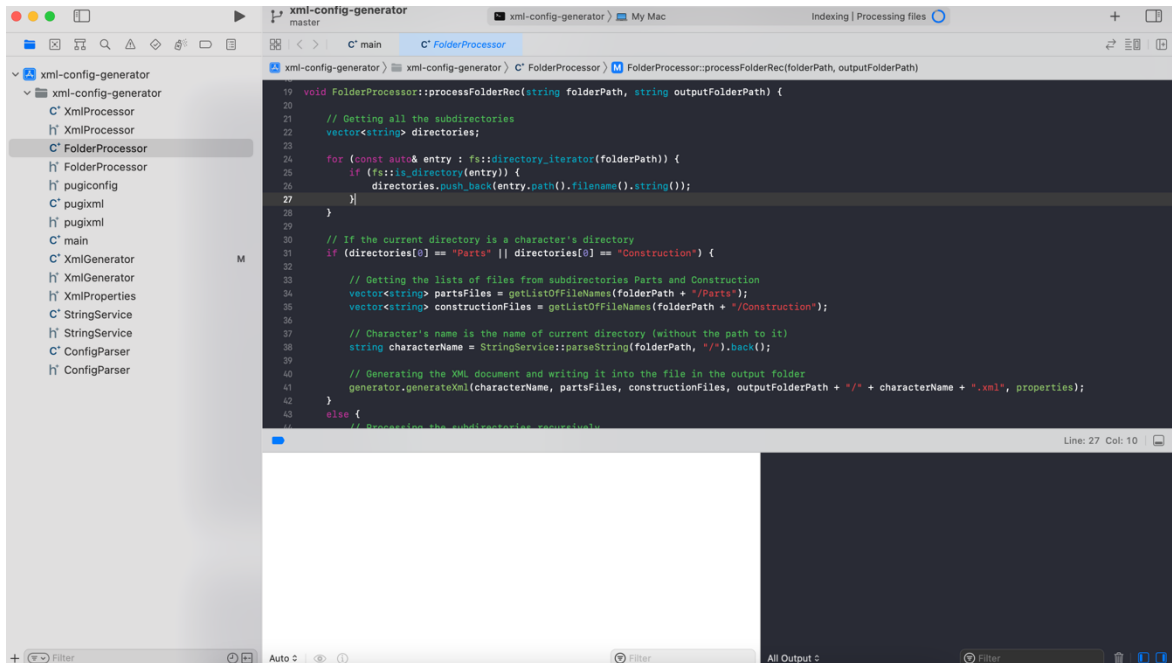 xml-config-generator
master
xml-config-generator 〉 My Mac
Indexing | Processing files
C⁺ main
C⁺ FolderProcessor
xml-config-generator 〉 xml-config-generator 〉 C⁺ FolderProcessor 〉 M FolderProcessor::processFolderRec(folderPath, outputFolderPath)
xml-config-generator
xml-config-generator
C⁺ XmlProcessor
h⁺ XmlProcessor
C⁺ FolderProcessor
h⁺ FolderProcessor
h⁺ pugiconfig
C⁺ pugixml
h⁺ pugixml
C⁺ main
C⁺ XmlGenerator M
h⁺ XmlGenerator
h⁺ XmlProperties
C⁺ StringService
h⁺ StringService
C⁺ ConfigParser
h⁺ ConfigParser
Filter
19 void FolderProcessor::processFolderRec(string folderPath, string outputFolderPath) {
20
21 // Getting all the subdirectories
22 vector<string> directories;
23
24 for (const auto& entry : fs::directory_iterator(folderPath)) {
25 if (fs::is_directory(entry)) {
26 directories.push_back(entry.path().filename().string());
27 }
28 }
29
30 // If the current directory is a character's directory
31 if (directories[0] == "Parts" || directories[0] == "Construction") {
32
33 // Getting the lists of files from subdirectories Parts and Construction
34 vector<string> partsFiles = getListOfFileNames(folderPath + "/Parts");
35 vector<string> constructionFiles = getListOfFileNames(folderPath + "/Construction");
36
37 // Character's name is the name of current directory (without the path to it)
38 string characterName = StringService::parseString(folderPath, "/").back();
39
40 // Generating the XML document and writing it into the file in the output folder
41 generator.generateXml(characterName, partsFiles, constructionFiles, outputFolderPath + "/" + characterName + ".xml", properties);
42 }
43 else {
44 // Processing the subdirectories recursively
Line: 27 Col: 10
Auto
Filter
All Output
Filter